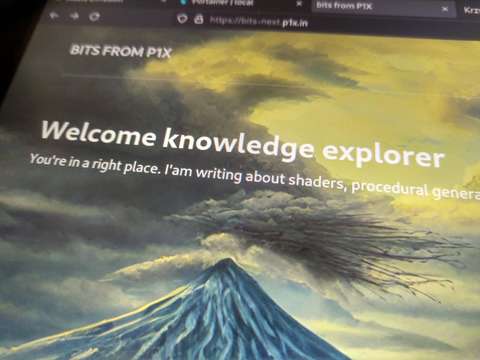 Portainer | local
bits from P1X
https://bits-next.p1x.in
BITS FROM P1X
Welcome knowledge explorer
You're in a right place. I'am writing about shaders, procedural genera